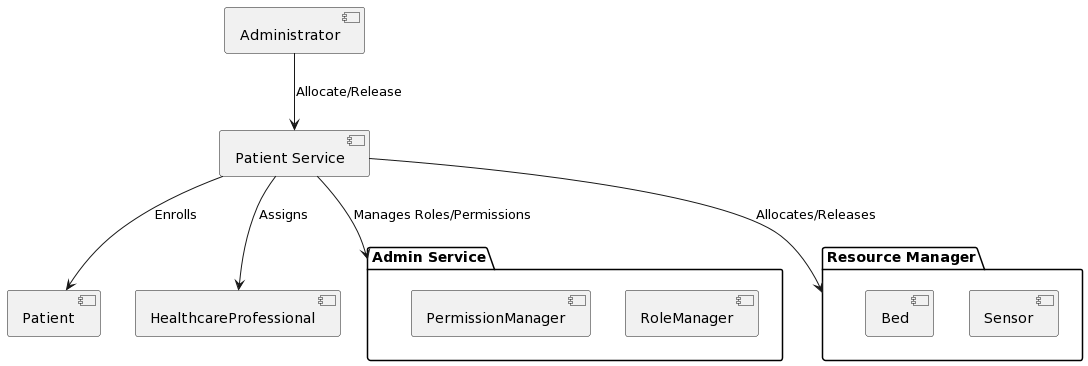 Administrator
Allocate/Release
Patient Service
Enrolls
Assigns
Manages Roles/Permissions
Allocates/Releases
Admin Service
Resource Manager
Patient
HealthcareProfessional
PermissionManager
RoleManager
Bed
Sensor